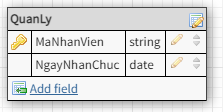 QuanLy
MaNhanVien string
NgayNhanChuc date
Add field